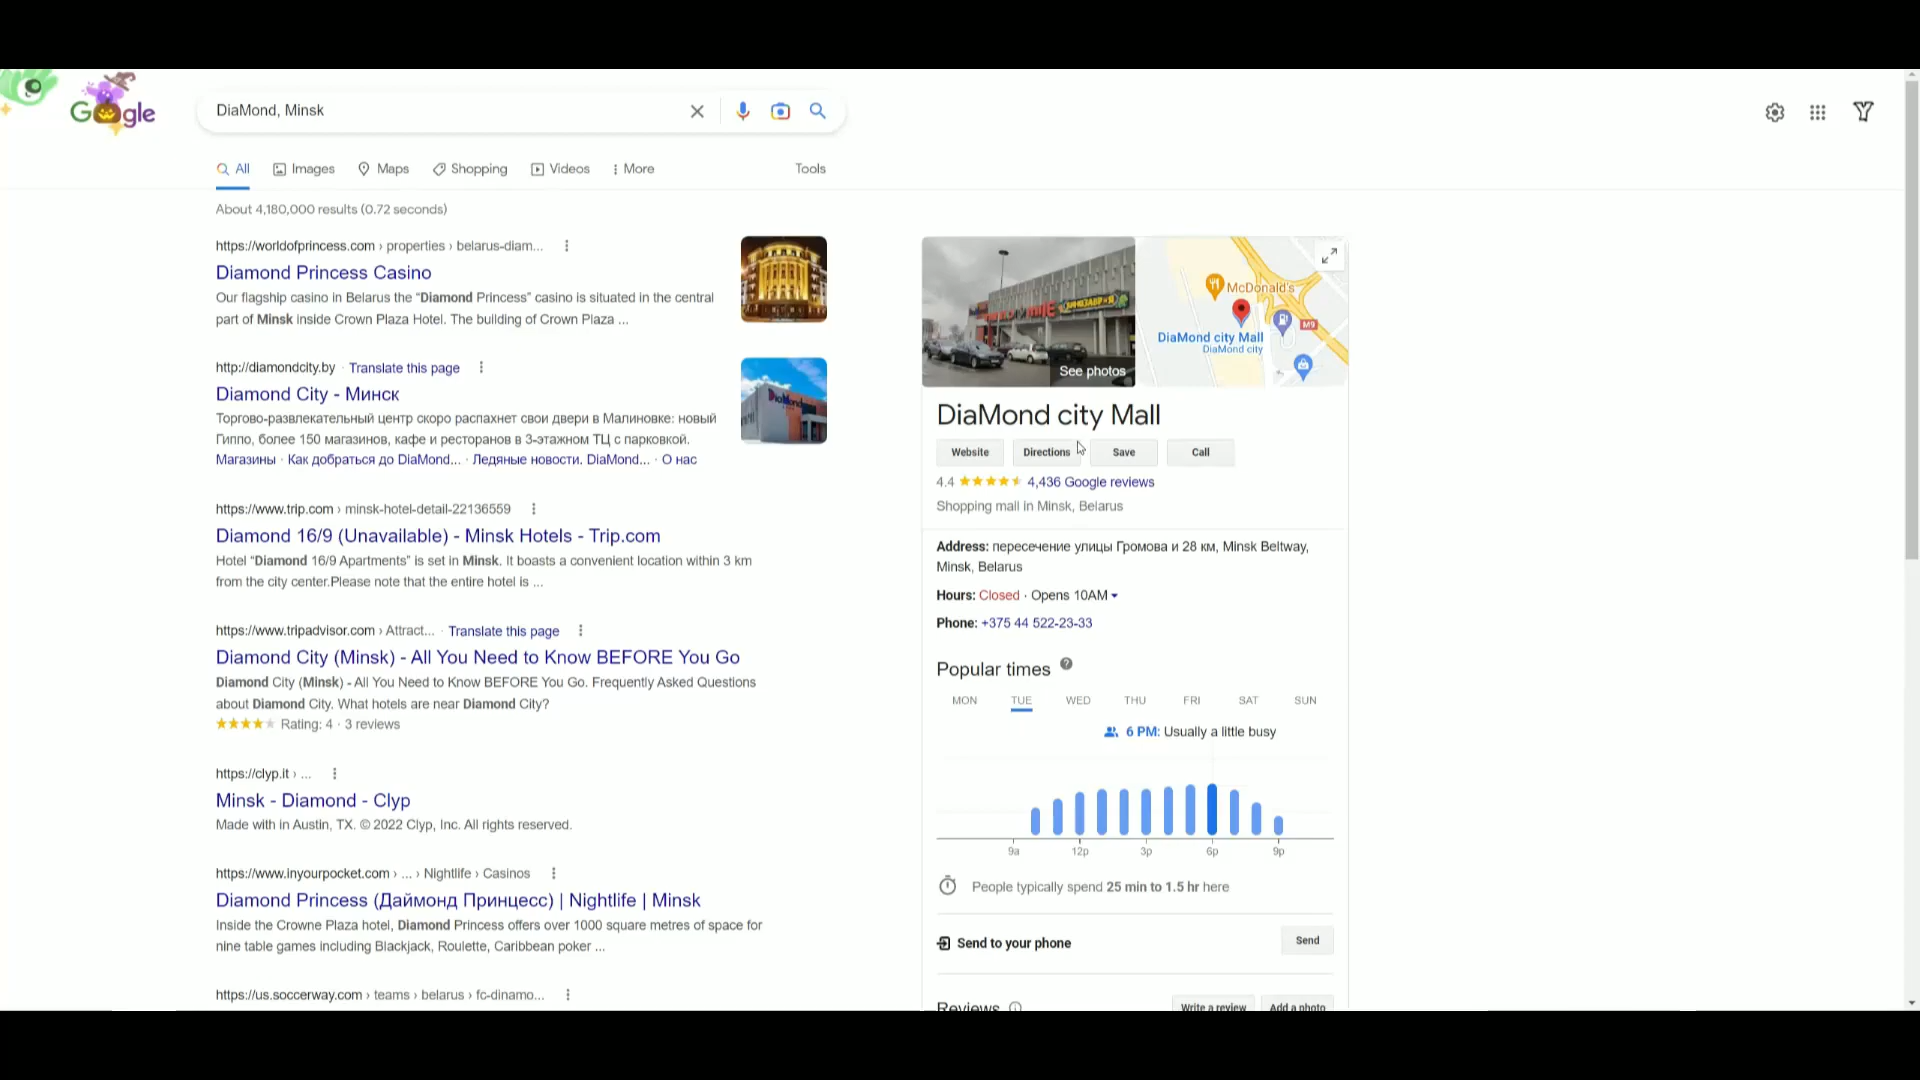 Google
DiaMond, Minsk
All
Images
Maps
Shopping
Videos
More
Tools
About 4,180,000 results (0.72 seconds)
https://worldofprincess.com › properties › belarus-diam...
Diamond Princess Casino
Our flagship casino in Belarus the "Diamond Princess" casino is situated in the central
part of Minsk inside Crown Plaza Hotel. The building of Crown Plaza ...
http://diamondcity.by · Translate this page
Diamond City - Минск
Торгово-развлекательный центр скоро распахнет свои двери в Малиновке: новый
Гиппо, более 150 магазинов, кафе и ресторанов в 3-этажном ТЦ с парковкой.
Магазины · Как добраться до DiaMond... · Ледяные новости. DiaMond... · О нас
https://www.trip.com › minsk-hotel-detail-22136559
Diamond 16/9 (Unavailable) - Minsk Hotels - Trip.com
Hotel "Diamond 16/9 Apartments" is set in Minsk. It boasts a convenient location within 3 km
from the city center.Please note that the entire hotel is ...
https://www.tripadvisor.com › Attract... · Translate this page
Diamond City (Minsk) - All You Need to Know BEFORE You Go
Diamond City (Minsk) - All You Need to Know BEFORE You Go. Frequently Asked Questions
about Diamond City. What hotels are near Diamond City?
Rating: 4 · 3 reviews
https://clyp.it › ...
Minsk - Diamond - Clyp
Made with in Austin, TX. © 2022 Clyp, Inc. All rights reserved.
https://www.inyourpocket.com › ... › Nightlife › Casinos
Diamond Princess (Даймонд Принцесс) | Nightlife | Minsk
Inside the Crowne Plaza hotel, Diamond Princess offers over 1000 square metres of space for
nine table games including Blackjack, Roulette, Caribbean poker ...
https://us.soccerway.com › teams › belarus › fc-dinamo...
See photos
McDonald's
DiaMond city Mall
DiaMond city
M9
DiaMond city Mall
Website
Directions
Save
Call
4.4 4,436 Google reviews
Shopping mall in Minsk, Belarus
Address: пересечение улицы Громова и 28 км, Minsk Beltway,
Minsk, Belarus
Hours: Closed · Opens 10AM
Phone: +375 44 522-23-33
Popular times
MON TUE WED THU FRI SAT SUN
6 PM: Usually a little busy
9a 12p 3p 6p 9p
People typically spend 25 min to 1.5 hr here
Send to your phone
Send
Reviews
Write a review
Add a photo